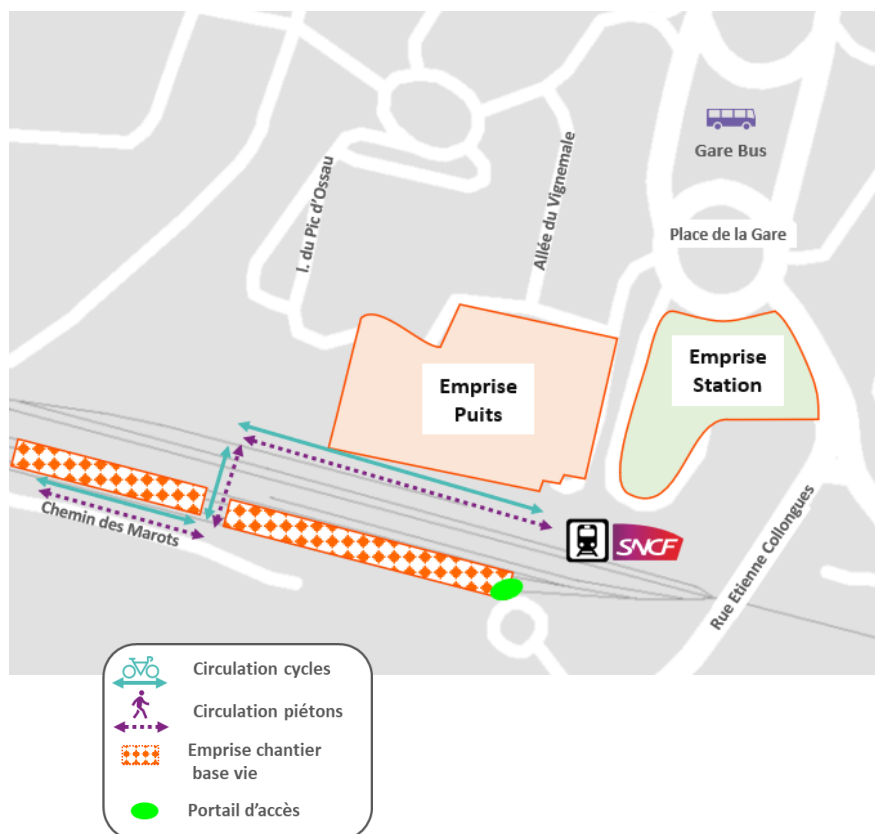 Gare Bus
Place de la Gare
I. du Pic d'Ossau
Allée du Vignemale
Emprise
Puits
Emprise
Station
Chemin des Marots
SNCF
Rue Etienne Collongues
Circulation cycles
Circulation piétons
Emprise chantier
base vie
Portail d'accès